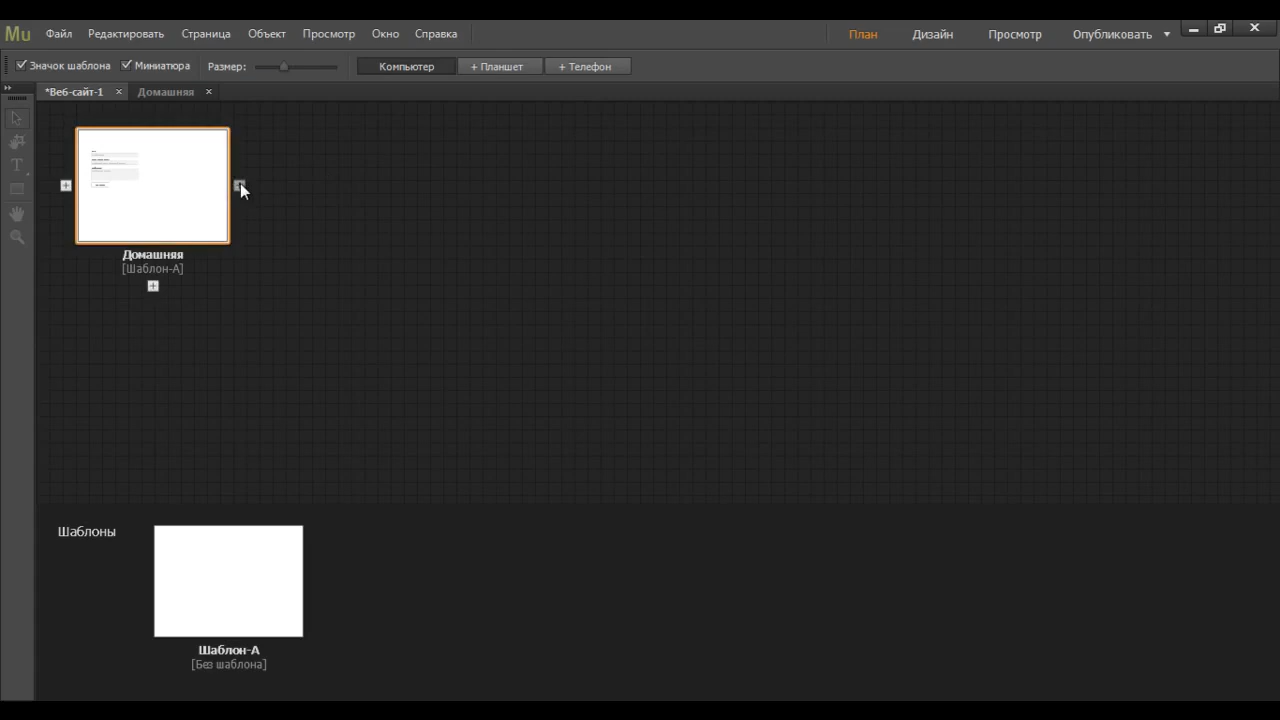 Mu Файл Редактировать Страница Объект Просмотр Окно Справка План Дизайн Просмотр Опубликовать
Значок шаблона Миниатюра Размер: Компьютер + Планшет + Телефон
*Веб-сайт-1 Домашняя
Домашняя
[Шаблон-A]
Шаблоны
Шаблон-A
[Без шаблона]